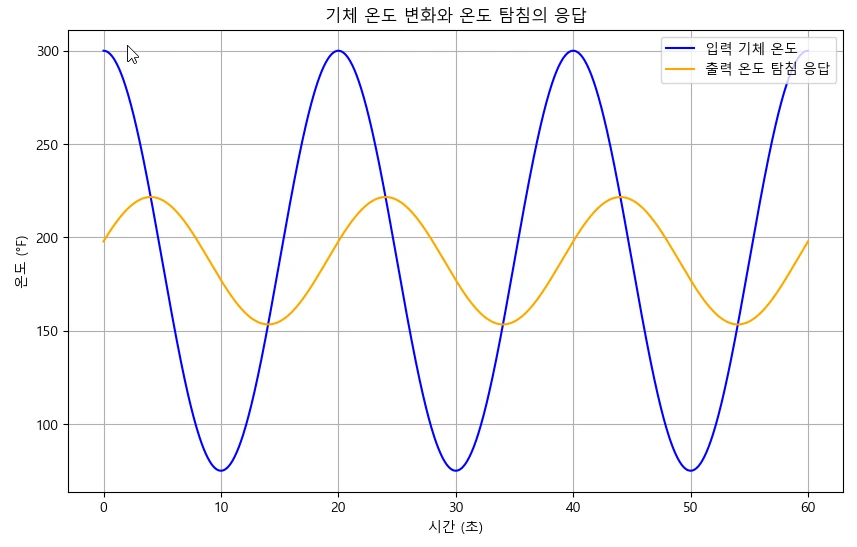 기체 온도 변화와 온도 탐침의 응답
입력 기체 온도
출력 온도 탐침 응답
온도 (°F)
300
250
200
150
100
0 10 20 30 40 50 60
시간 (초)